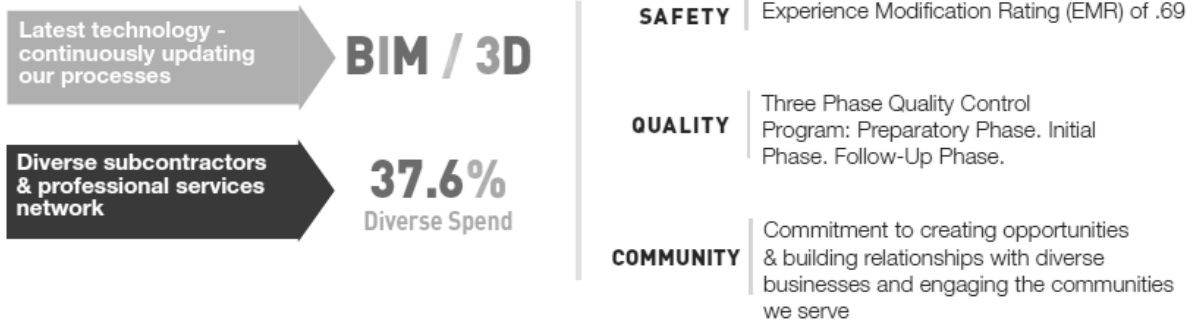 Latest technology -
continuously updating
our processes
BIM / 3D
Diverse subcontractors
& professional services
network
37.6%
Diverse Spend
SAFETY
Experience Modification Rating (EMR) of .69
QUALITY
Three Phase Quality Control
Program: Preparatory Phase. Initial
Phase. Follow-Up Phase.
COMMUNITY
Commitment to creating opportunities
& building relationships with diverse
businesses and engaging the communities
we serve